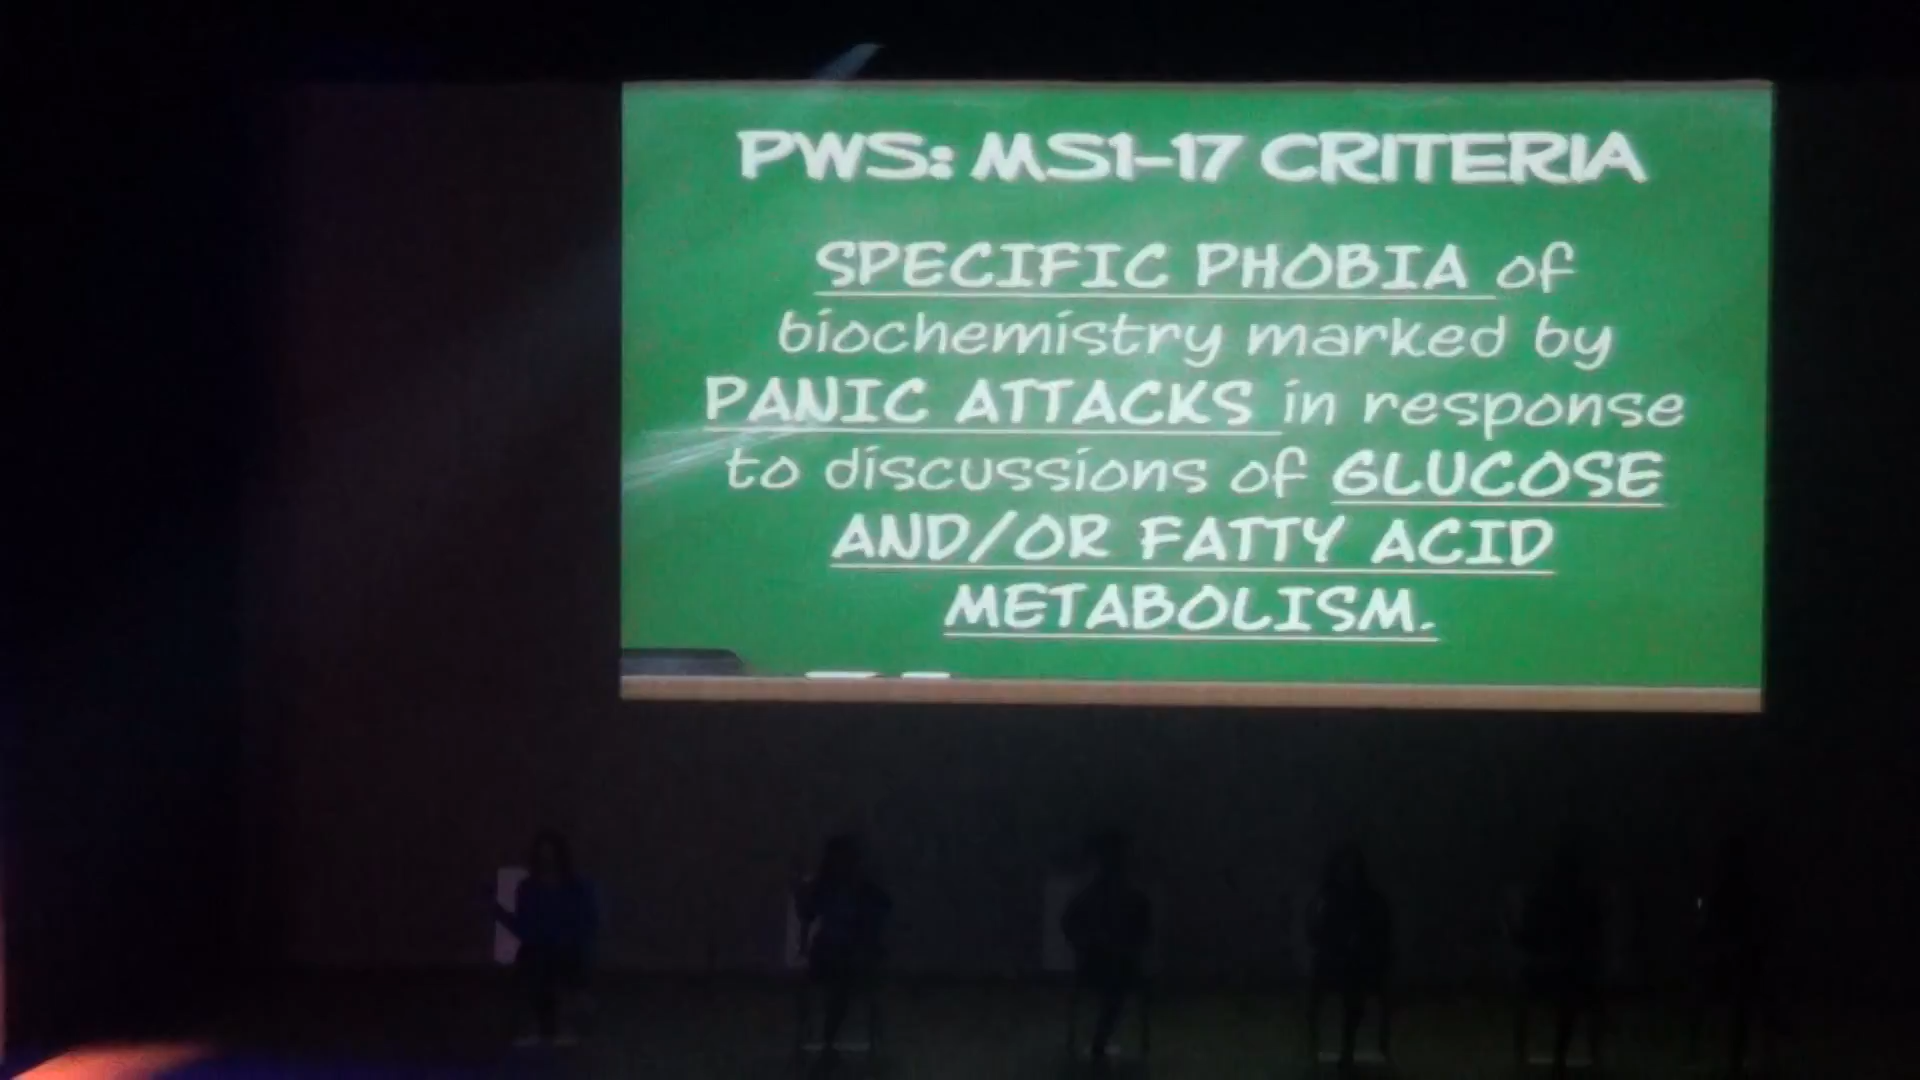 PWS: MS1-17 CRITERIA
SPECIFIC PHOBIA of
biochemistry marked by
PANIC ATTACKS in response
to discussions of GLUCOSE
AND/OR FATTY ACID
METABOLISM.